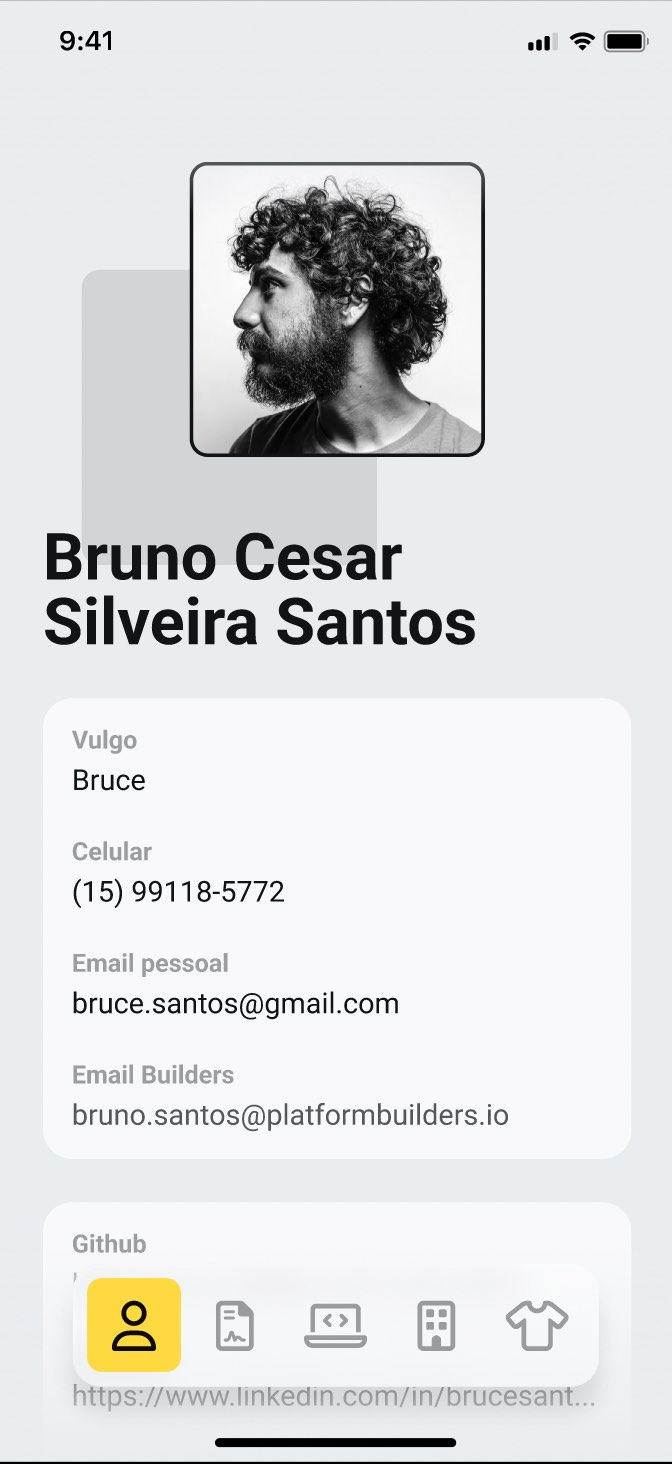 9:41
Bruno Cesar
Silveira Santos
Vulgo
Bruce
Celular
(15) 99118-5772
Email pessoal
bruce.santos@gmail.com
Email Builders
bruno.santos@platformbuilders.io
Github
https://www.linkedin.com/in/brucesant...